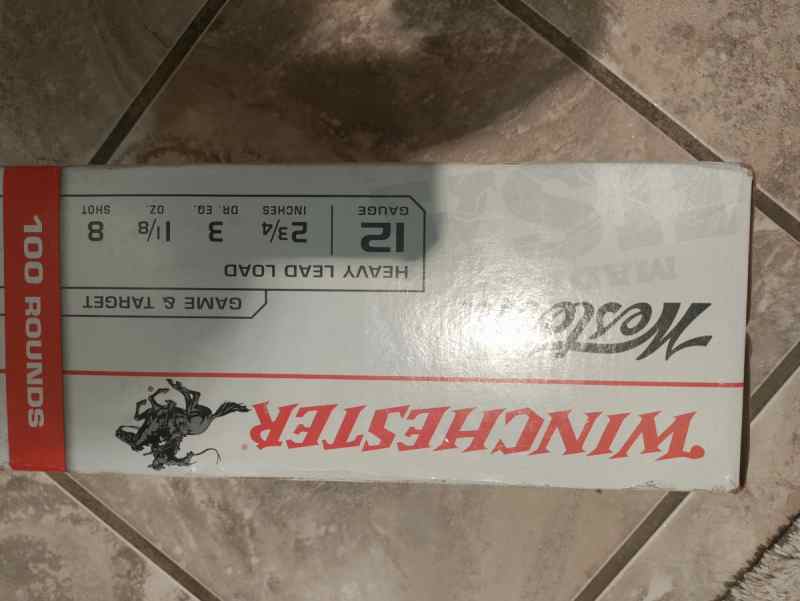 WINCHESTER®
Western
GAME & TARGET
HEAVY LEAD LOAD
12 2 3/4 3 1 1/8 8
GAUGE INCHES DR. EQ. OZ. SHOT
100 ROUNDS